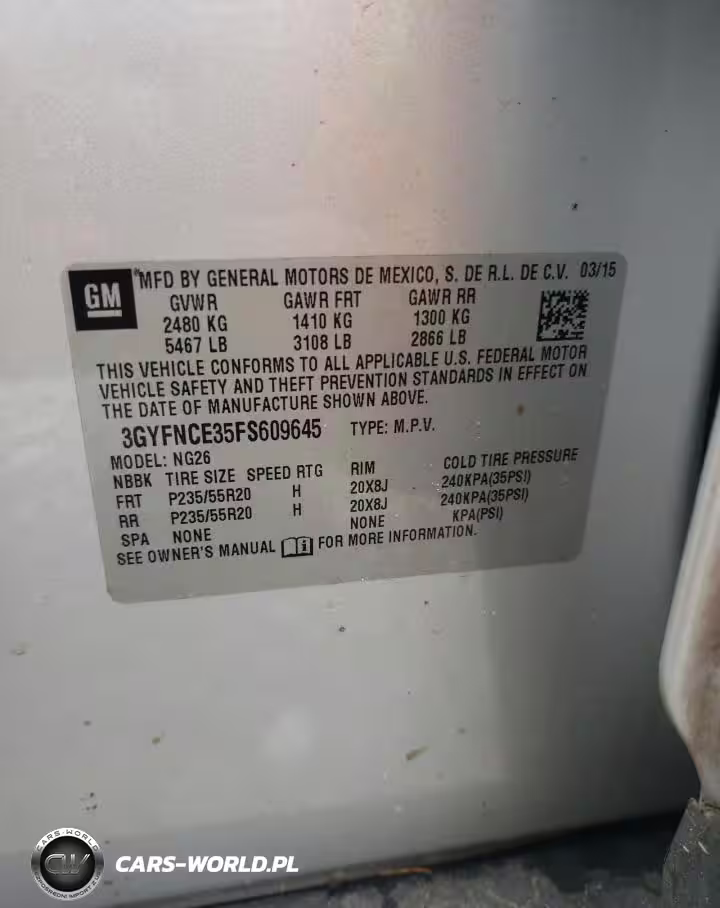 GM
MFD BY GENERAL MOTORS DE MEXICO, S. DE R.L. DE C.V. 03/15
GVWR GAWR FRT GAWR RR
2480 KG 1410 KG 1300 KG
5467 LB 3108 LB 2866 LB
THIS VEHICLE CONFORMS TO ALL APPLICABLE U.S. FEDERAL MOTOR
VEHICLE SAFETY AND THEFT PREVENTION STANDARDS IN EFFECT ON
THE DATE OF MANUFACTURE SHOWN ABOVE.
3GYFNCE35FS609645 TYPE: M.P.V.
MODEL: NG26
NBBK TIRE SIZE SPEED RTG RIM COLD TIRE PRESSURE
FRT P235/55R20 H 20X8J 240KPA(35PSI)
RR P235/55R20 H 20X8J 240KPA(35PSI)
SPA NONE NONE KPA(PSI)
SEE OWNER'S MANUAL FOR MORE INFORMATION.
CARS-WORLD
CW
CARS-WORLD.PL